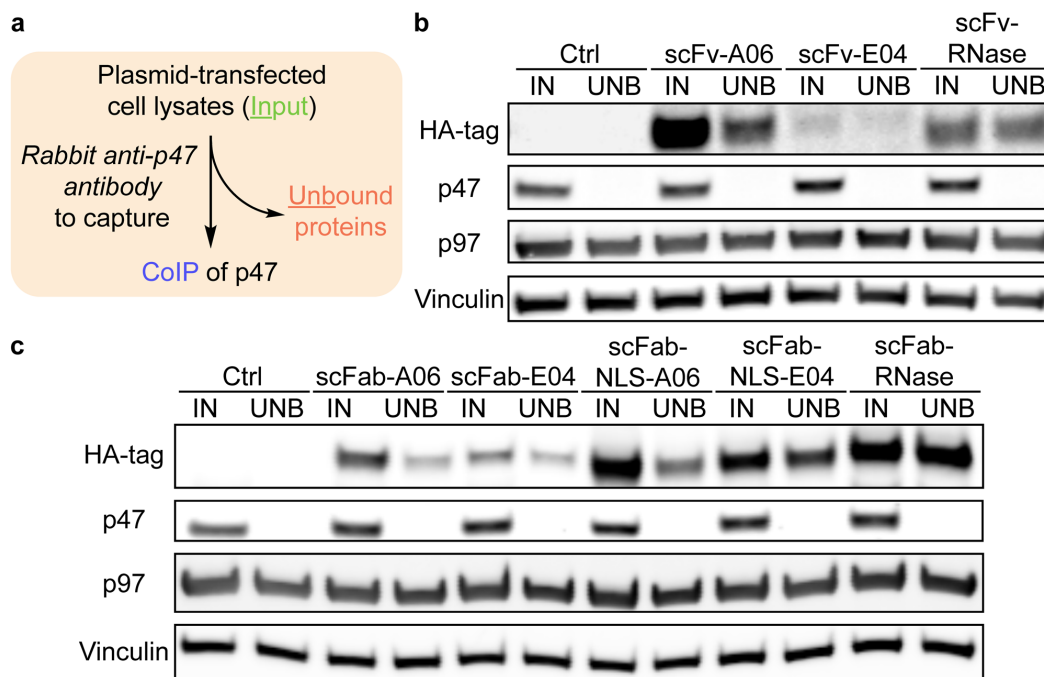 a
Plasmid-transfected
cell lysates (Input)
Rabbit anti-p47
antibody
to capture
Unbound
proteins
CoIP of p47
b
Ctrl scFv-A06 scFv-E04 scFv-
RNase
IN UNB IN UNB IN UNB IN UNB
HA-tag
p47
p97
Vinculin
c
Ctrl scFab-A06 scFab-E04 scFab-
NLS-A06 scFab-
NLS-E04 scFab-
RNase
IN UNB IN UNB IN UNB IN UNB IN UNB IN UNB
HA-tag
p47
p97
Vinculin